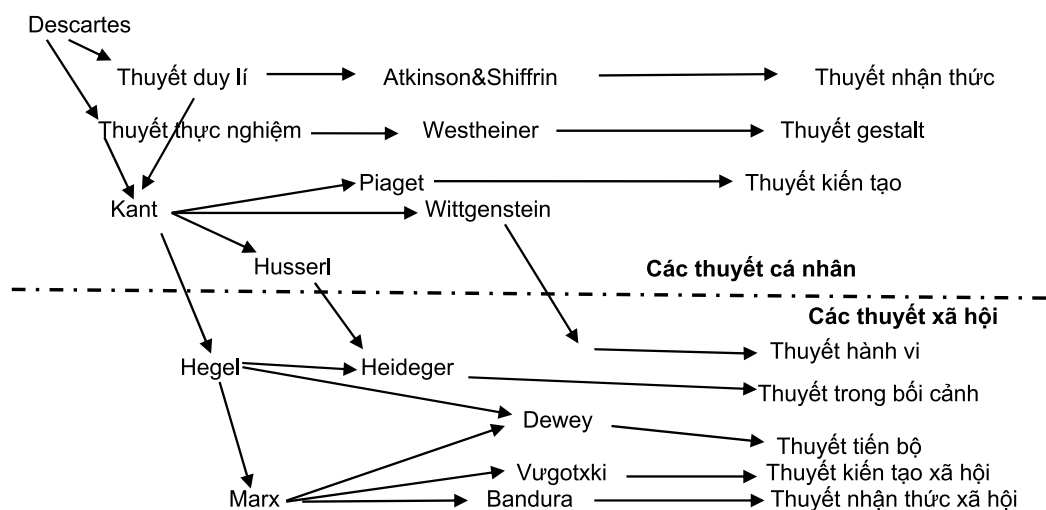 Descartes
Thuyết duy lí Atkinson&Shiffrin Thuyết nhận thức
Thuyết thực nghiệm Westheiner Thuyết gestalt
Piaget Thuyết kiến tạo
Kant Wittgenstein
Husserl Các thuyết cá nhân
Các thuyết xã hội
Thuyết hành vi
Hegel Heideger
Thuyết trong bối cảnh
Dewey
Thuyết tiến bộ
Vưgotxki Thuyết kiến tạo xã hội
Marx Bandura Thuyết nhận thức xã hội